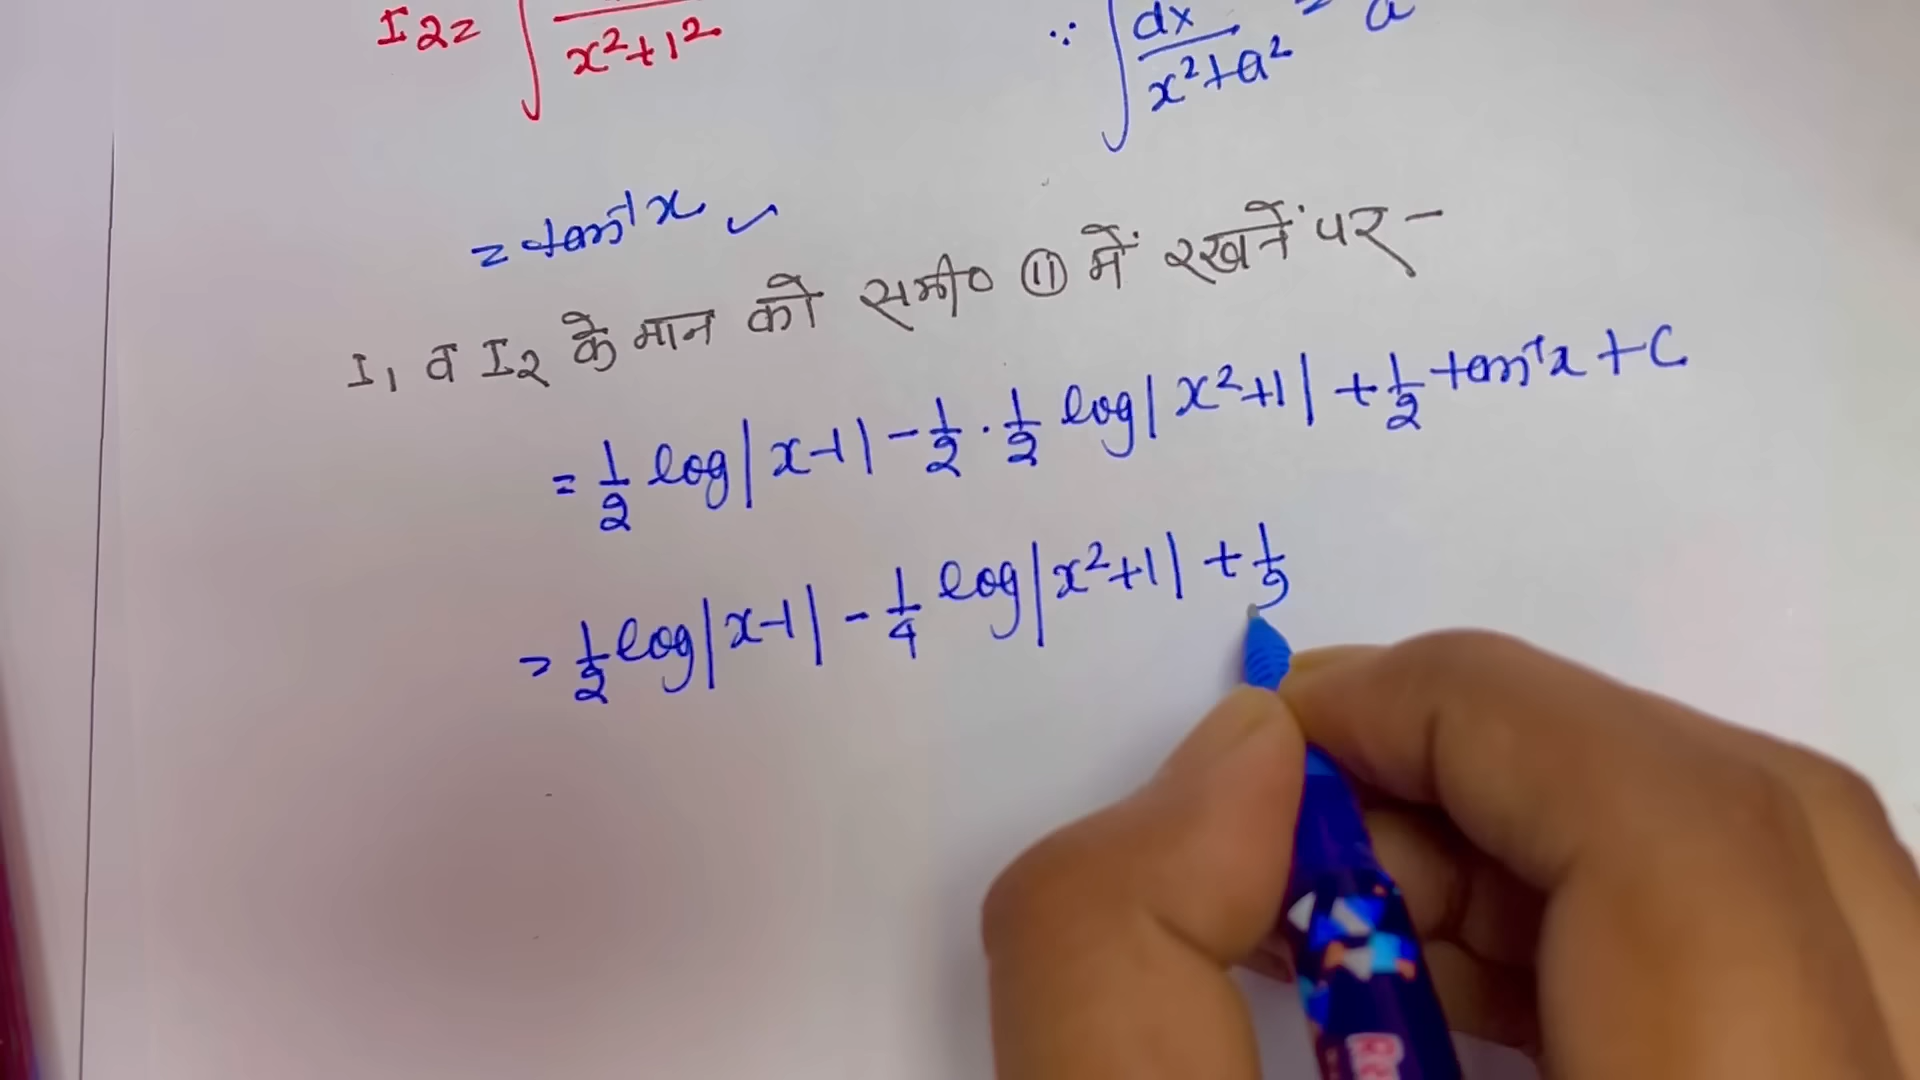 I₂ = ∫ / x²+1²
∵ ∫ dx / x²+a² =
= tan⁻¹x ✓
I₁ व I₂ के मान को समी० ⑪ में रखनें पर –
= 1/2 log|x-1| - 1/2 · 1/2 log|x²+1| + 1/2 tan⁻¹x + C
= 1/2 log|x-1| - 1/4 log|x²+1| + 1/2